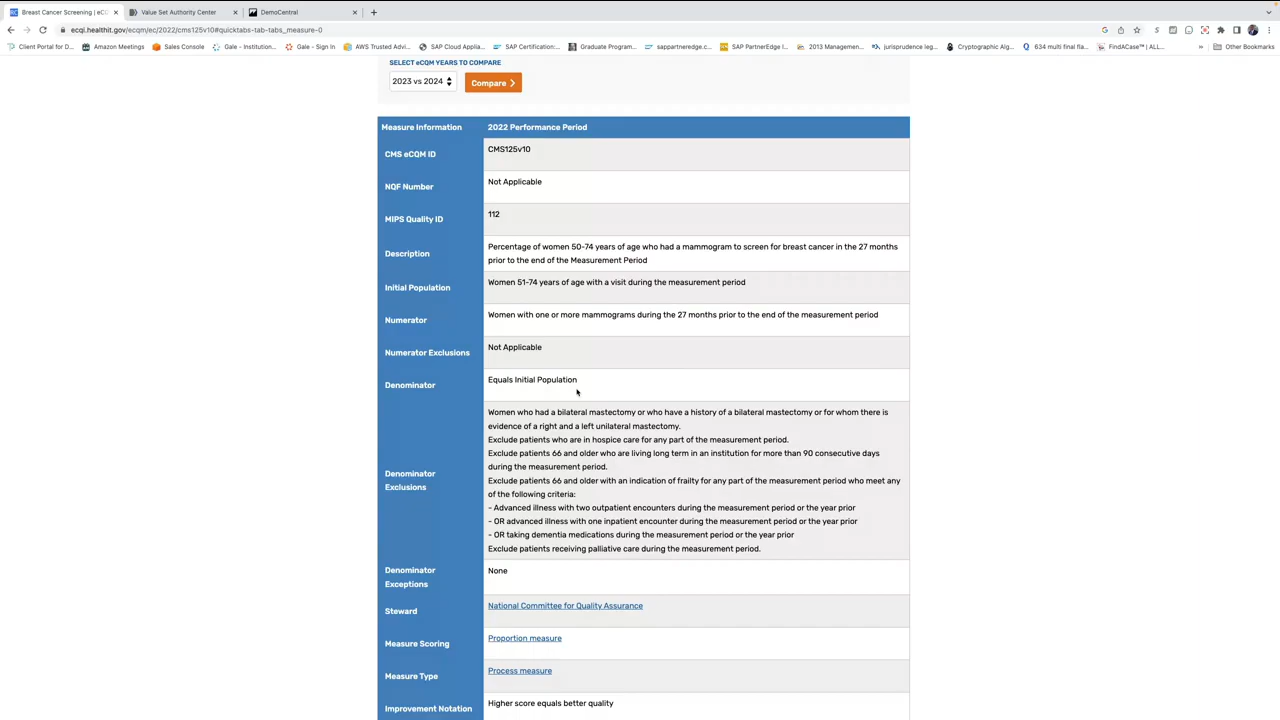 Breast Cancer Screening | eCQ
Value Set Authority Center
DemoCentral
ecqi.healthit.gov/ecqm/ec/2022/cms125v10#quicktabs-tab-tabs_measure-0
Client Portal for D...
Amazon Meetings
Sales Console
Gale - Institution...
Gale - Sign In
AWS Trusted Advi...
SAP Cloud Applia...
SAP Certification:...
Graduate Program...
sappartneredge.c...
SAP PartnerEdge I...
2013 Managemen...
jurisprudence leg...
Cryptographic Alg...
634 multi final fla...
FindACase™ | ALL...
Other Bookmarks
SELECT eCQM YEARS TO COMPARE
2023 vs 2024
Compare
Measure Information
2022 Performance Period
CMS eCQM ID
CMS125v10
NQF Number
Not Applicable
MIPS Quality ID
112
Description
Percentage of women 50-74 years of age who had a mammogram to screen for breast cancer in the 27 months
prior to the end of the Measurement Period
Initial Population
Women 51-74 years of age with a visit during the measurement period
Numerator
Women with one or more mammograms during the 27 months prior to the end of the measurement period
Numerator Exclusions
Not Applicable
Denominator
Equals Initial Population
Denominator
Exclusions
Women who had a bilateral mastectomy or who have a history of a bilateral mastectomy or for whom there is
evidence of a right and a left unilateral mastectomy.
Exclude patients who are in hospice care for any part of the measurement period.
Exclude patients 66 and older who are living long term in an institution for more than 90 consecutive days
during the measurement period.
Exclude patients 66 and older with an indication of frailty for any part of the measurement period who meet any
of the following criteria:
- Advanced illness with two outpatient encounters during the measurement period or the year prior
- OR advanced illness with one inpatient encounter during the measurement period or the year prior
- OR taking dementia medications during the measurement period or the year prior
Exclude patients receiving palliative care during the measurement period.
Denominator
Exceptions
None
Steward
National Committee for Quality Assurance
Measure Scoring
Proportion measure
Measure Type
Process measure
Improvement Notation
Higher score equals better quality